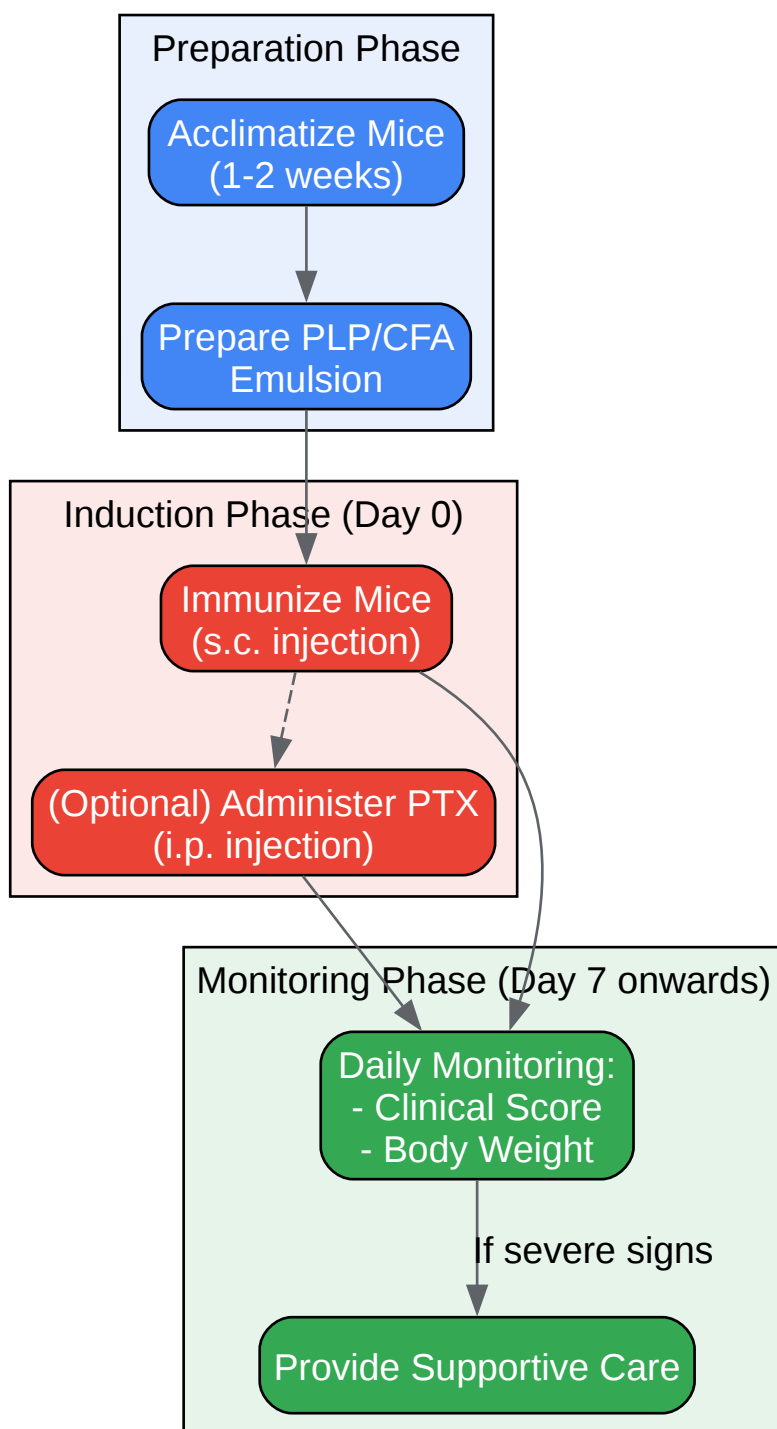 Preparation Phase
Acclimatize Mice
(1-2 weeks)
Prepare PLP/CFA
Emulsion
Induction Phase (Day 0)
Immunize Mice
(s.c. injection)
(Optional) Administer PTX
(i.p. injection)
Monitoring Phase (Day 7 onwards)
Daily Monitoring:
- Clinical Score
- Body Weight
If severe signs
Provide Supportive Care